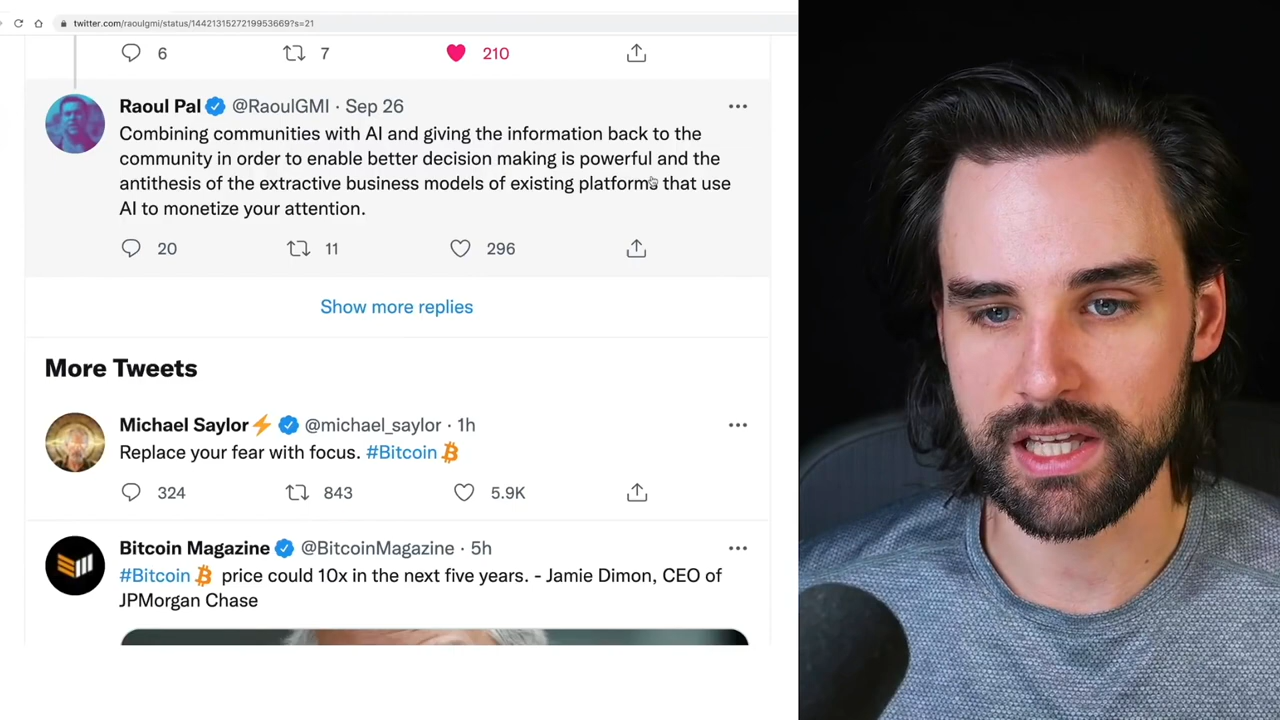 twitter.com/raoulgmi/status/1442131527219953669?s=21
6 7 210
Raoul Pal @RaoulGMI · Sep 26
Combining communities with AI and giving the information back to the
community in order to enable better decision making is powerful and the
antithesis of the extractive business models of existing platforms that use
AI to monetize your attention.
20 11 296
Show more replies
More Tweets
Michael Saylor⚡ @michael_saylor · 1h
Replace your fear with focus. #Bitcoin
324 843 5.9K
Bitcoin Magazine @BitcoinMagazine · 5h
#Bitcoin price could 10x in the next five years. - Jamie Dimon, CEO of
JPMorgan Chase